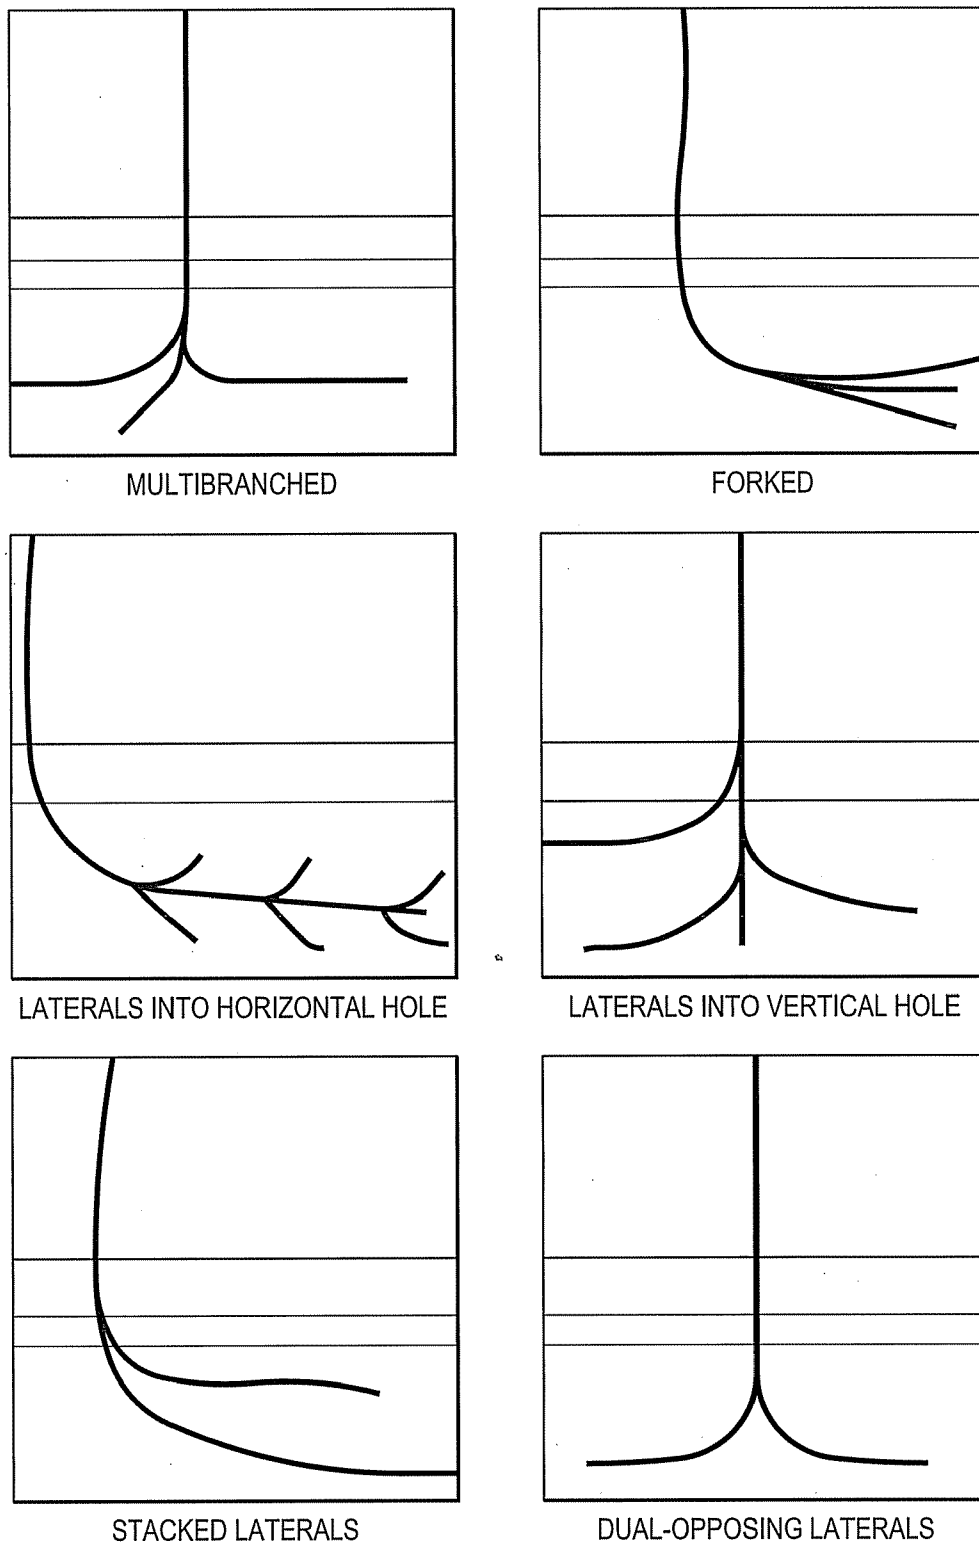 MULTIBRANCHED
FORKED
LATERALS INTO HORIZONTAL HOLE
LATERALS INTO VERTICAL HOLE
STACKED LATERALS
DUAL-OPPOSING LATERALS